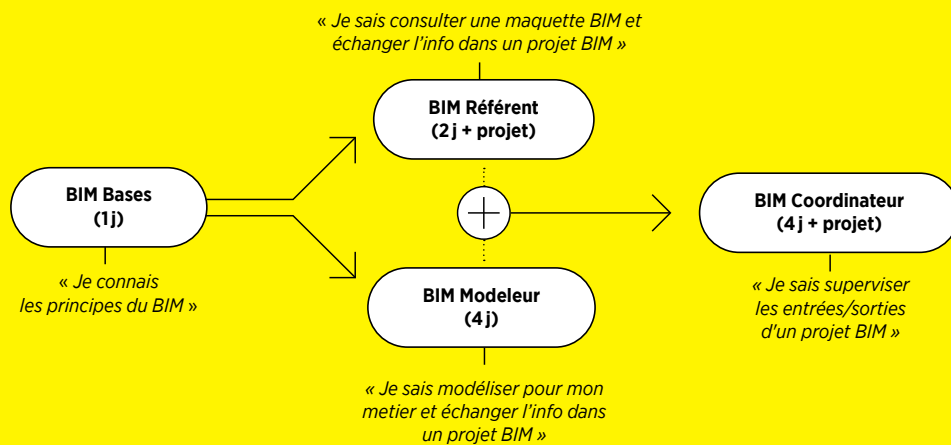 « Je sais consulter une maquette BIM et
échanger l’info dans un projet BIM »
BIM Référent
(2 j + projet)
BIM Bases
(1 j)
« Je connais
les principes du BIM »
BIM Coordinateur
(4 j + projet)
« Je sais superviser
les entrées/sorties
d'un projet BIM »
BIM Modeleur
(4 j)
« Je sais modéliser pour mon
metier et échanger l’info dans
un projet BIM »